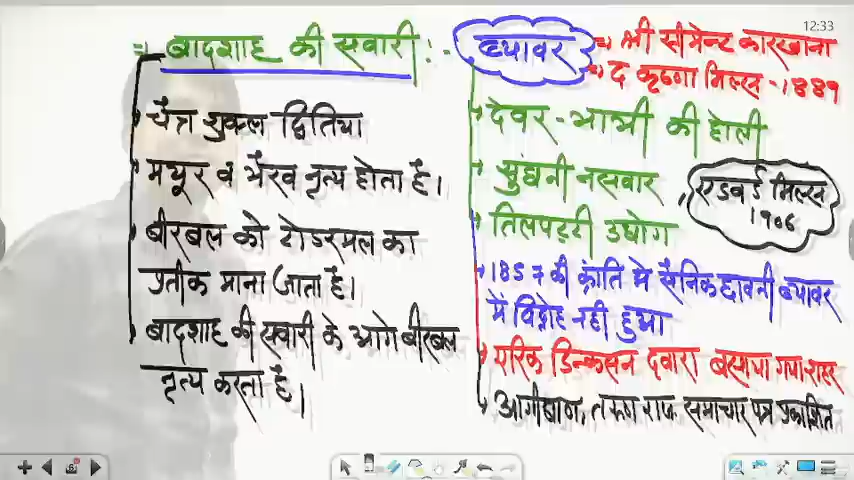 12:33
⇒ बादशाह की सवारी :-
चैत्र शुक्ल द्वितिया
मयूर व भैरव नृत्य होता है।
बीरबल को टोडरमल का
प्रतीक माना जाता है।
बादशाह की सवारी के आगे बीरबल
नृत्य करता है।
ब्यावर
⇒ श्री सीमेन्ट कारखाना
⇒ द कृष्णा मिल्स - 1889
देवर - भाभी की होली
सुंघनी नसवार
एडवर्ड मिल्स
1906
तिलपट्टी उद्योग
1857 की क्रांति मे सैनिक छावनी ब्यावर
में विद्रोह नही हुआ
एरिक डिक्सन द्वारा बसाया गया शहर
आगीबाण, तरुण राज. समाचार पत्र प्रकाशित